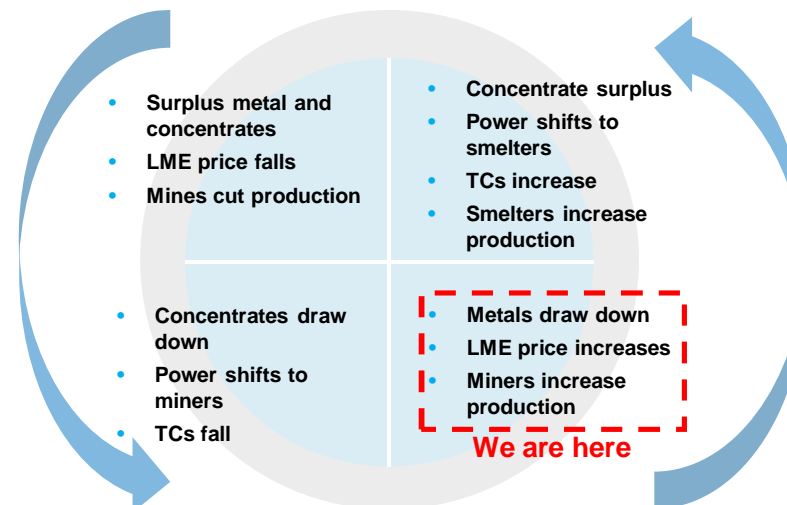 • Surplus metal and
concentrates
• LME price falls
• Mines cut production
• Concentrate surplus
• Power shifts to
smelters
• TCs increase
• Smelters increase
production
• Concentrates draw
down
• Power shifts to
miners
• TCs fall
• Metals draw down
• LME price increases
• Miners increase
production
We are here